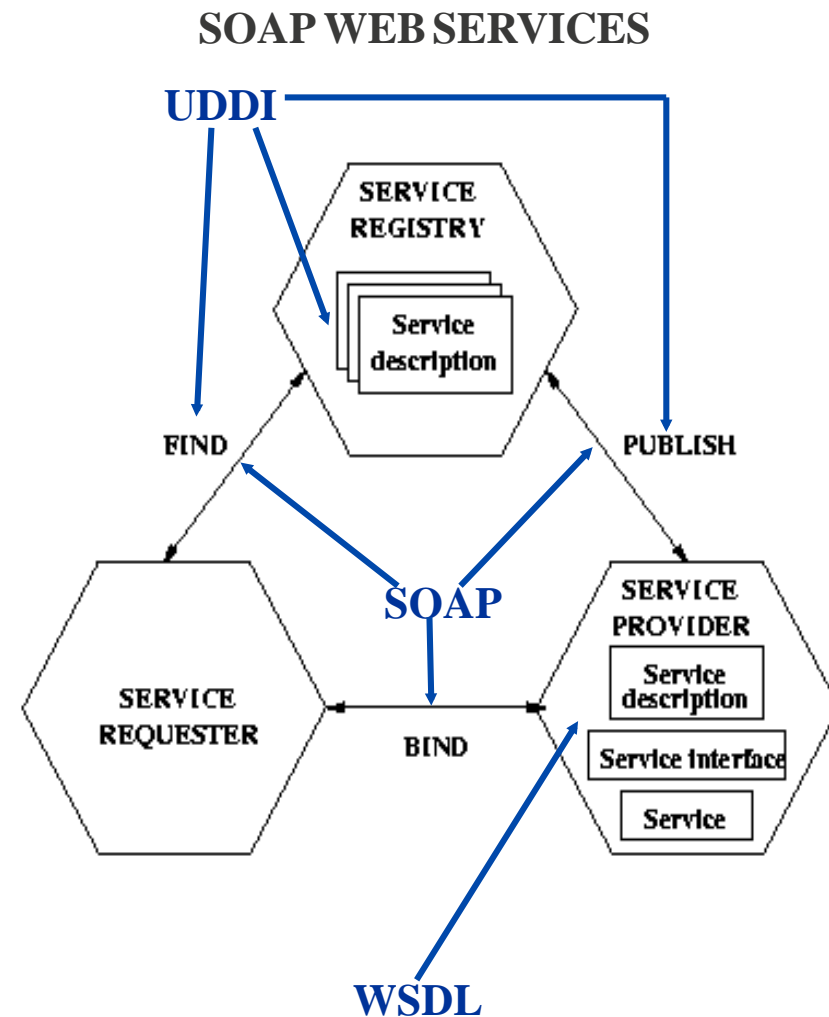 SOAP WEB SERVICES
UDDI
SERVICE
REGISTRY
Service
description
FIND
PUBLISH
SOAP
SERVICE
PROVIDER
Service
description
SERVICE
REQUESTER
BIND
Service interface
Service
WSDL